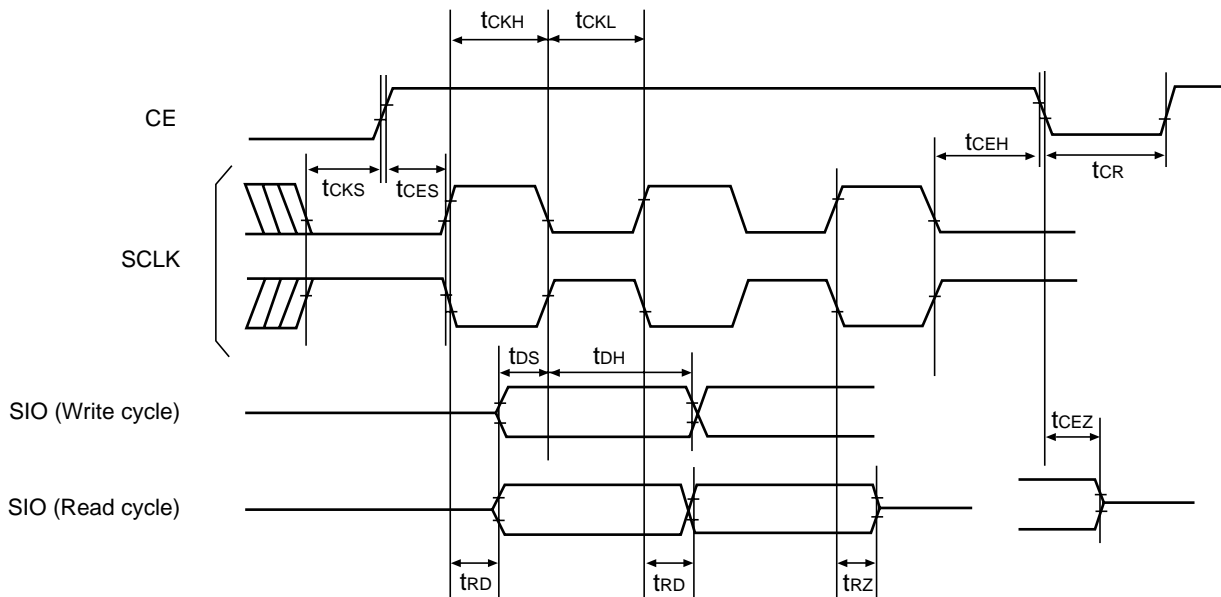 tCKH tCKL
CE
tCEH
tCKS tCES tCR
SCLK
tDS tDH
SIO (Write cycle)
tCEZ
SIO (Read cycle)
tRD tRD tRZ